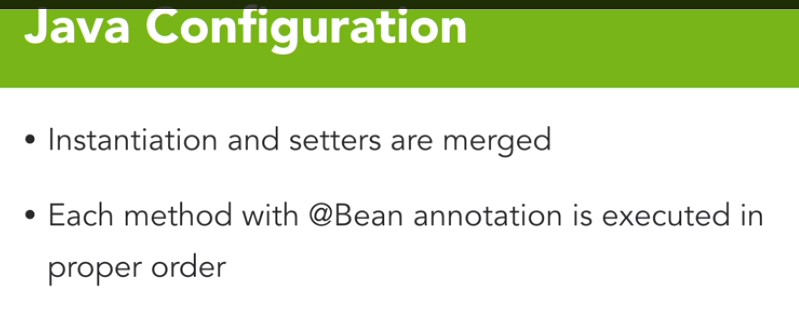 Java Configuration
• Instantiation and setters are merged
• Each method with @Bean annotation is executed in
proper order